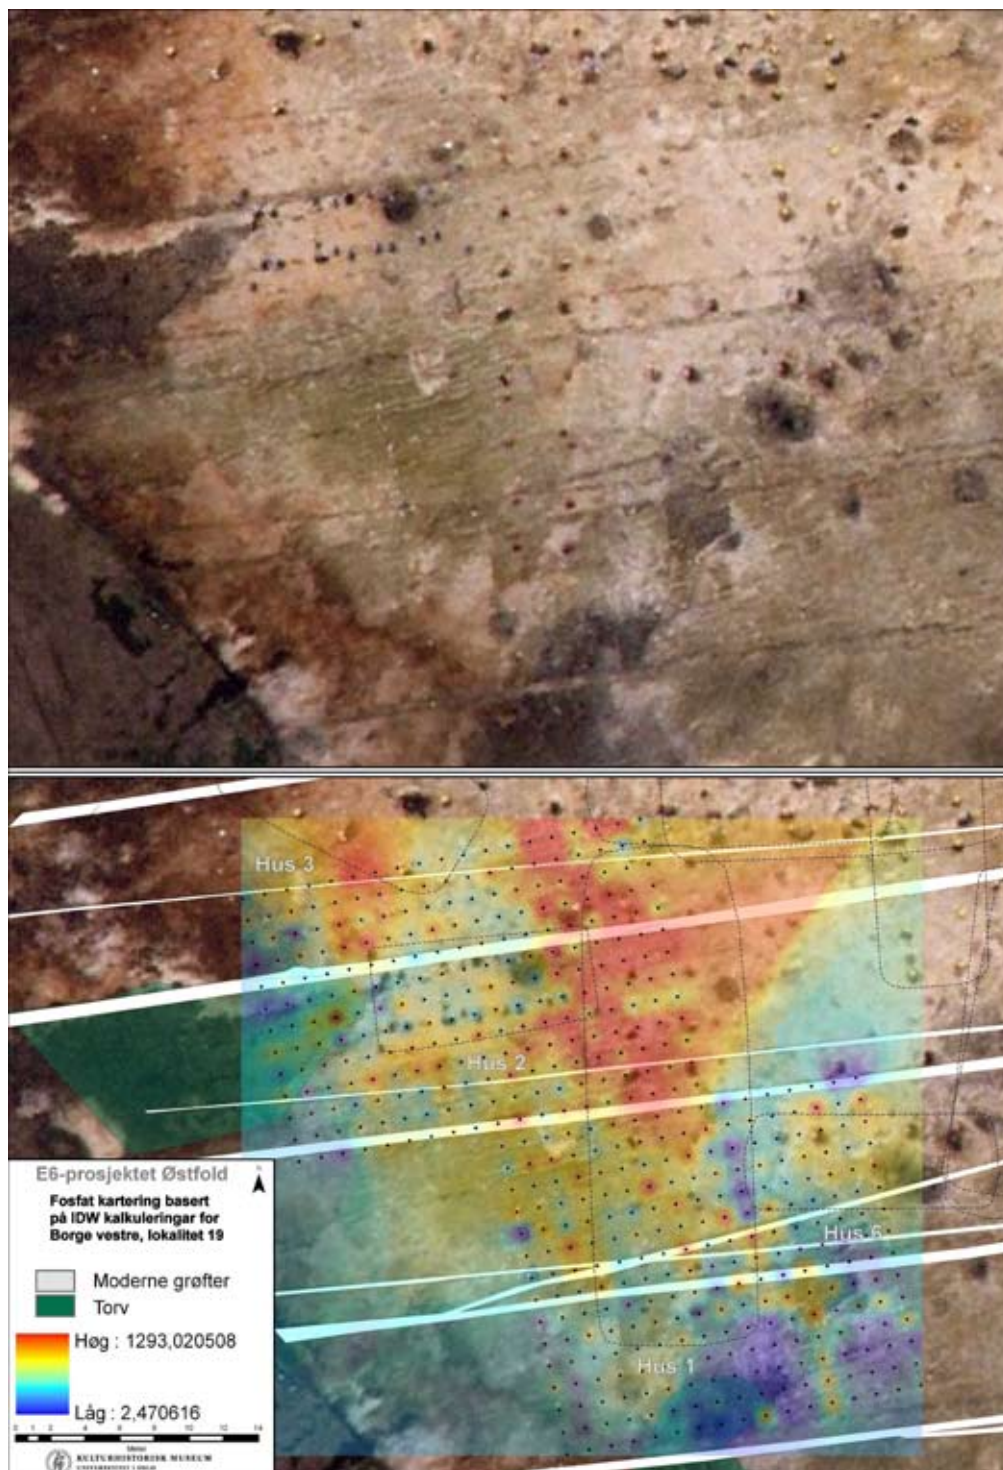 Hus 3
Hus 2
Hus 6
Hus 1
E6-prosjektet Østfold
N
Fosfat kartering basert
på IDW kalkuleringar for
Borge vestre, lokalitet 19
Moderne grøfter
Torv
Høg : 1293,020508
Låg : 2,470616
Meter
KULTURHISTORISK MUSEUM